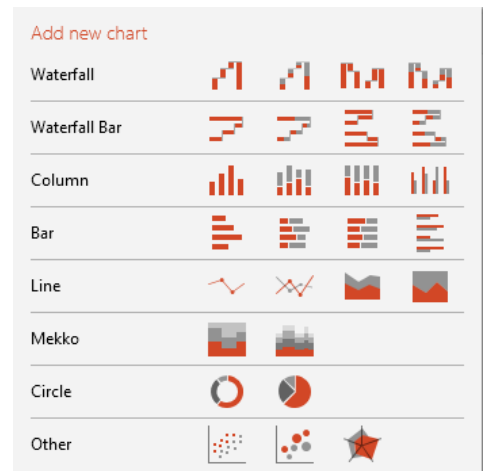 Add new chart
Waterfall
Waterfall Bar
Column
Bar
Line
Mekko
Circle
Other